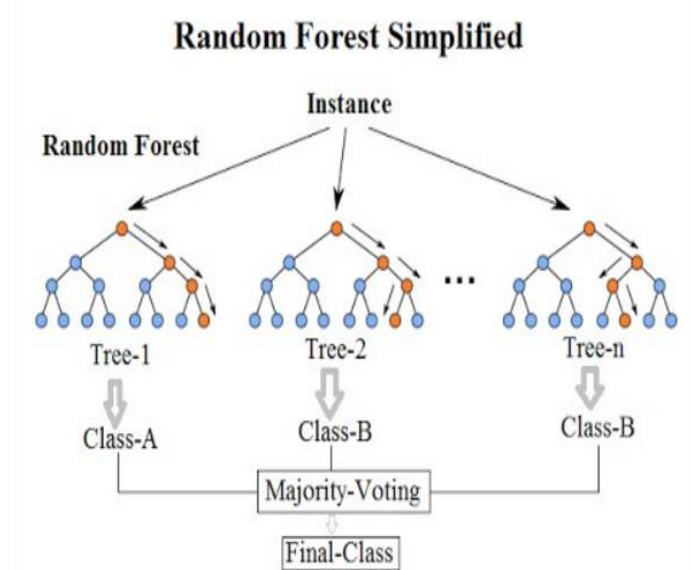 Random Forest Simplified
Instance
Random Forest
...
Tree-1
Tree-2
Tree-n
Class-A
Class-B
Class-B
Majority-Voting
Final-Class